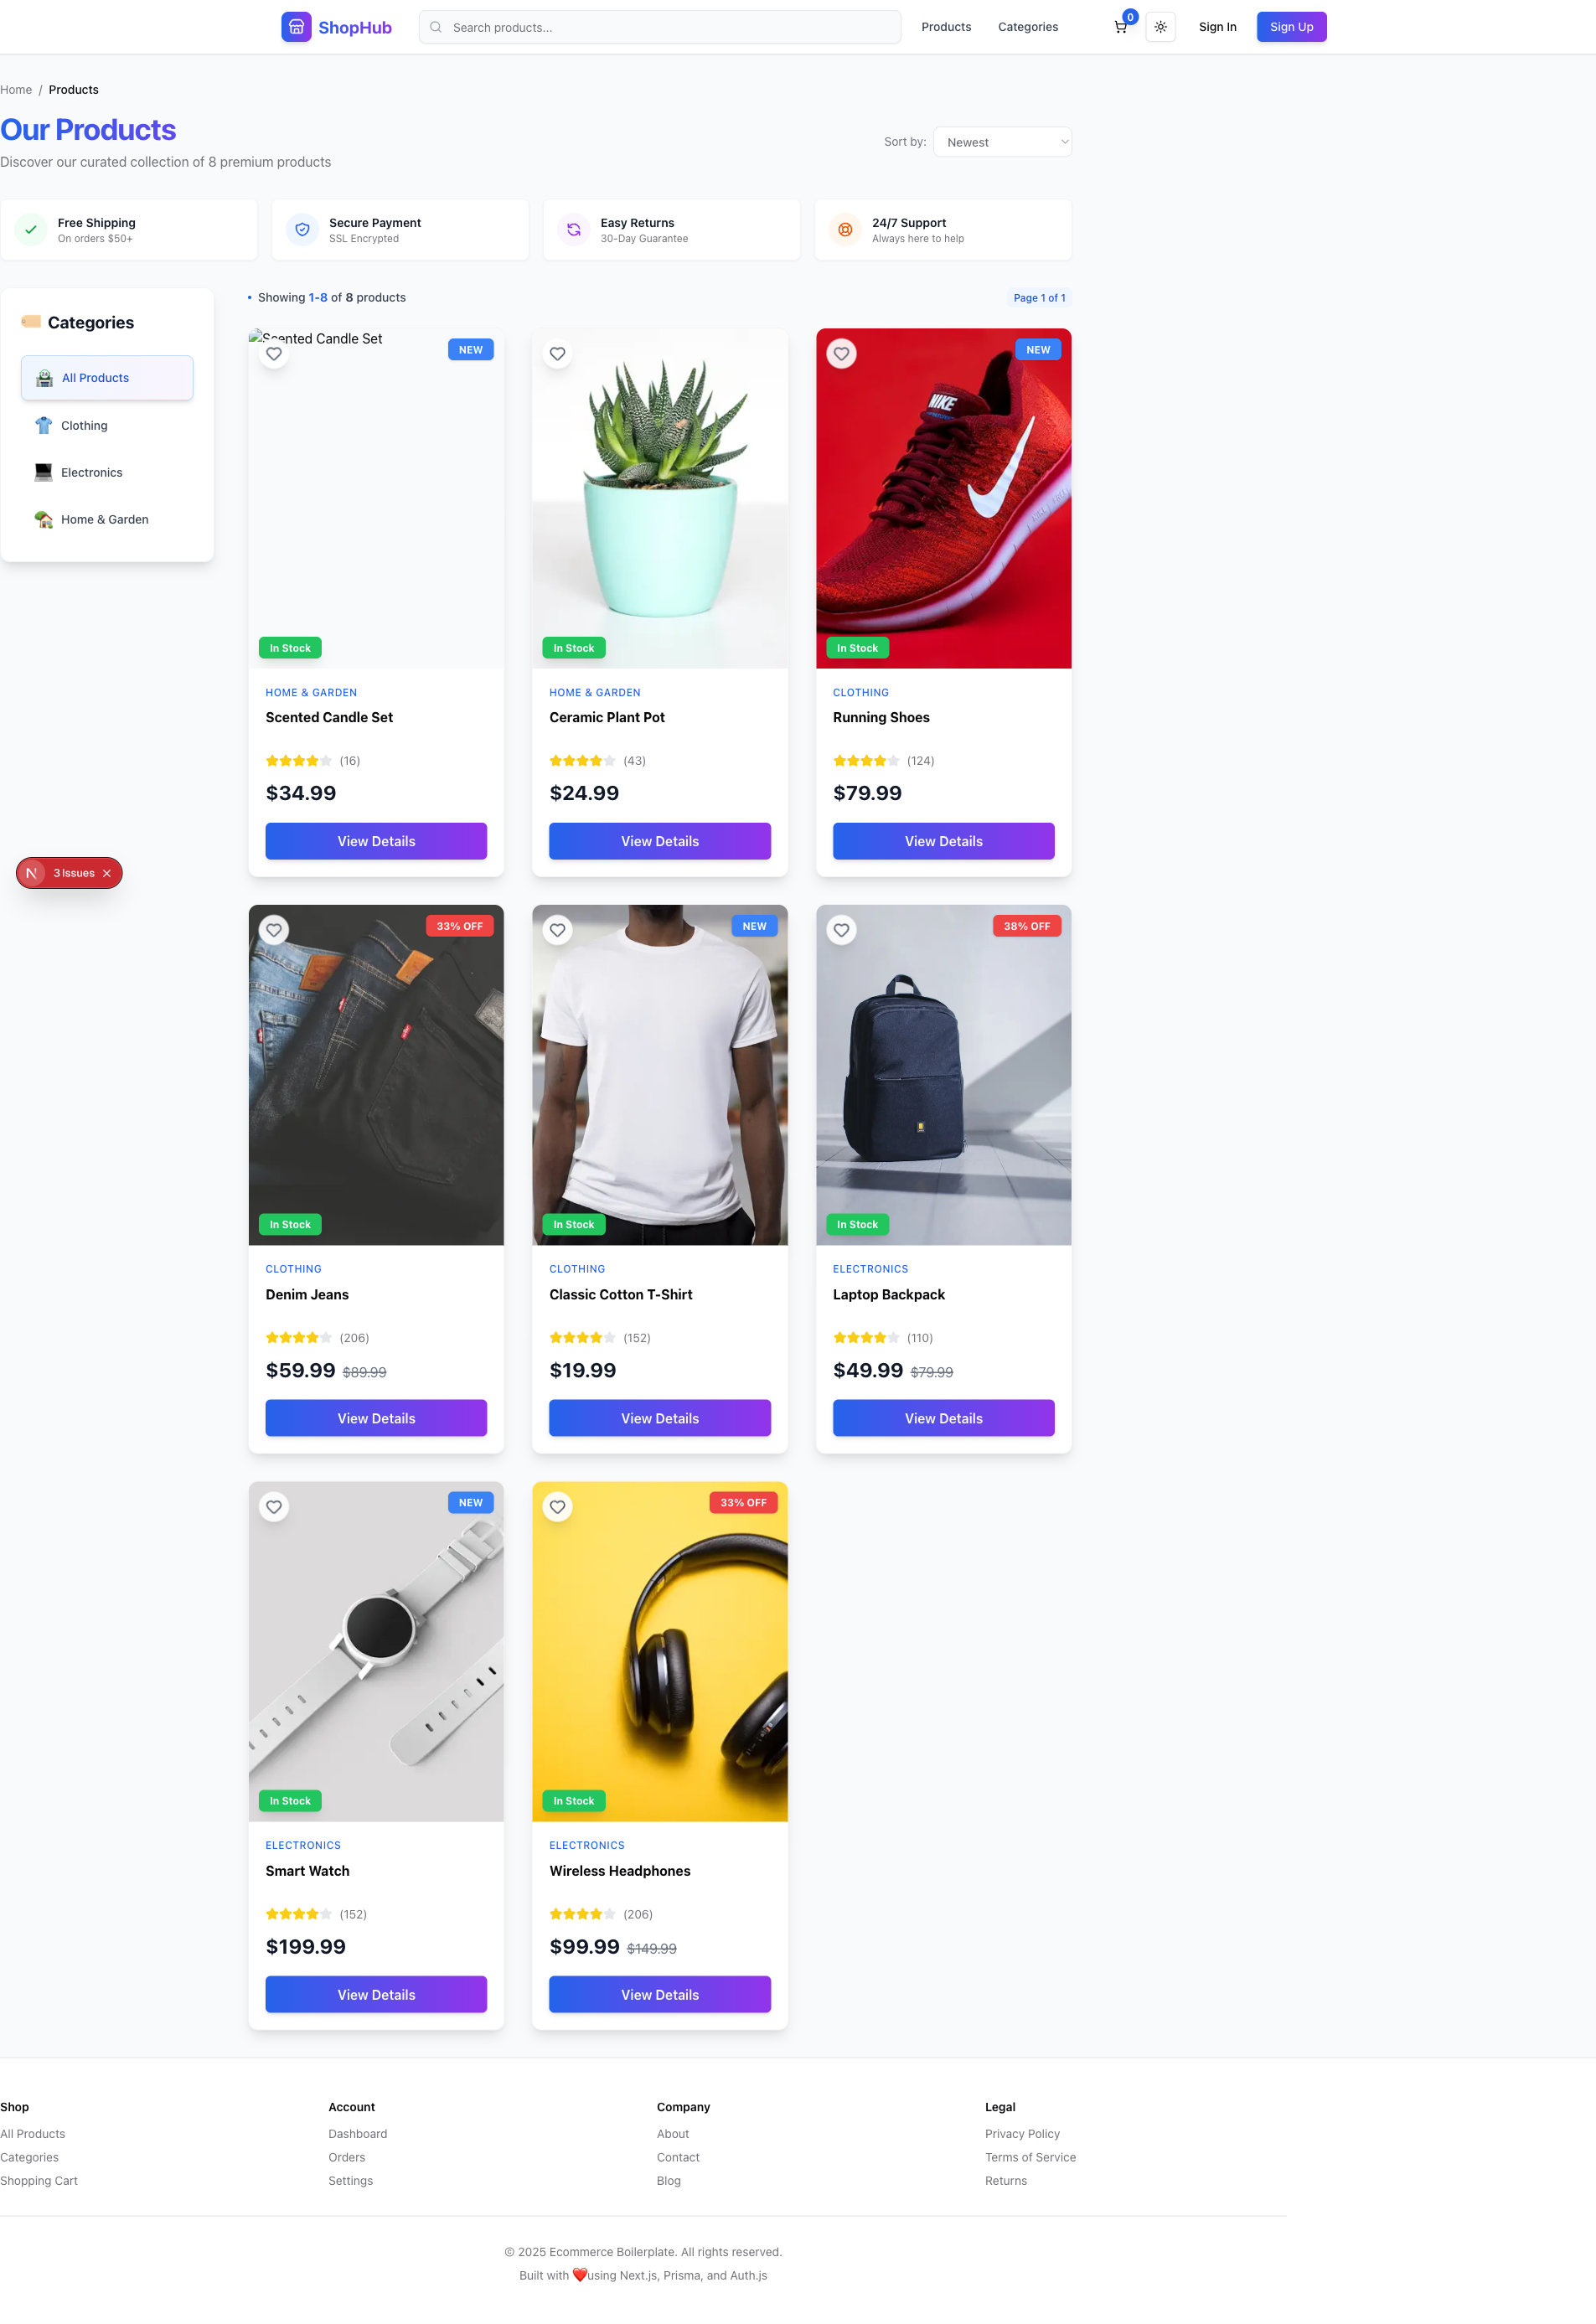 ShopHub
Search products...
Products
Categories
0
Sign In
Sign Up
Home / Products
Our Products
Discover our curated collection of 8 premium products
Sort by:
Newest
Free Shipping
On orders $50+
Secure Payment
SSL Encrypted
Easy Returns
30-Day Guarantee
24/7 Support
Always here to help
Categories
All Products
Clothing
Electronics
Home & Garden
Showing 1-8 of 8 products
Page 1 of 1
Scented Candle Set
NEW
In Stock
HOME & GARDEN
Scented Candle Set
(16)
$34.99
View Details
In Stock
HOME & GARDEN
Ceramic Plant Pot
(43)
$24.99
View Details
NEW
NIKE
In Stock
CLOTHING
Running Shoes
(124)
$79.99
View Details
3 Issues
33% OFF
In Stock
CLOTHING
Denim Jeans
(206)
$59.99 $89.99
View Details
NEW
In Stock
CLOTHING
Classic Cotton T-Shirt
(152)
$19.99
View Details
38% OFF
In Stock
ELECTRONICS
Laptop Backpack
(110)
$49.99 $79.99
View Details
NEW
In Stock
ELECTRONICS
Smart Watch
(152)
$199.99
View Details
33% OFF
In Stock
ELECTRONICS
Wireless Headphones
(206)
$99.99 $149.99
View Details
Shop
All Products
Categories
Shopping Cart
Account
Dashboard
Orders
Settings
Company
About
Contact
Blog
Legal
Privacy Policy
Terms of Service
Returns
© 2025 Ecommerce Boilerplate. All rights reserved.
Built with ❤️using Next.js, Prisma, and Auth.js